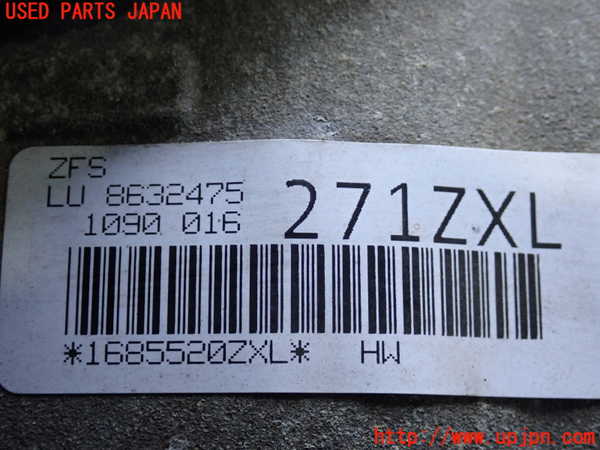 USED PARTS JAPAN
ZFS
LU 8632475
1090 016
271ZXL
*1685520ZXL* HW
http://www.upjpn.com/